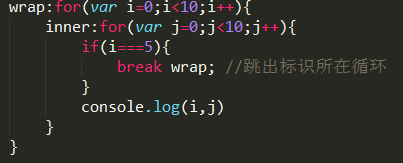 wrap:for(var i=0;i<10;i++){
    inner:for(var j=0;j<10;j++){
        if(i===5){
            break wrap; //跳出标识所在循环
        }
        console.log(i,j)
    }
}